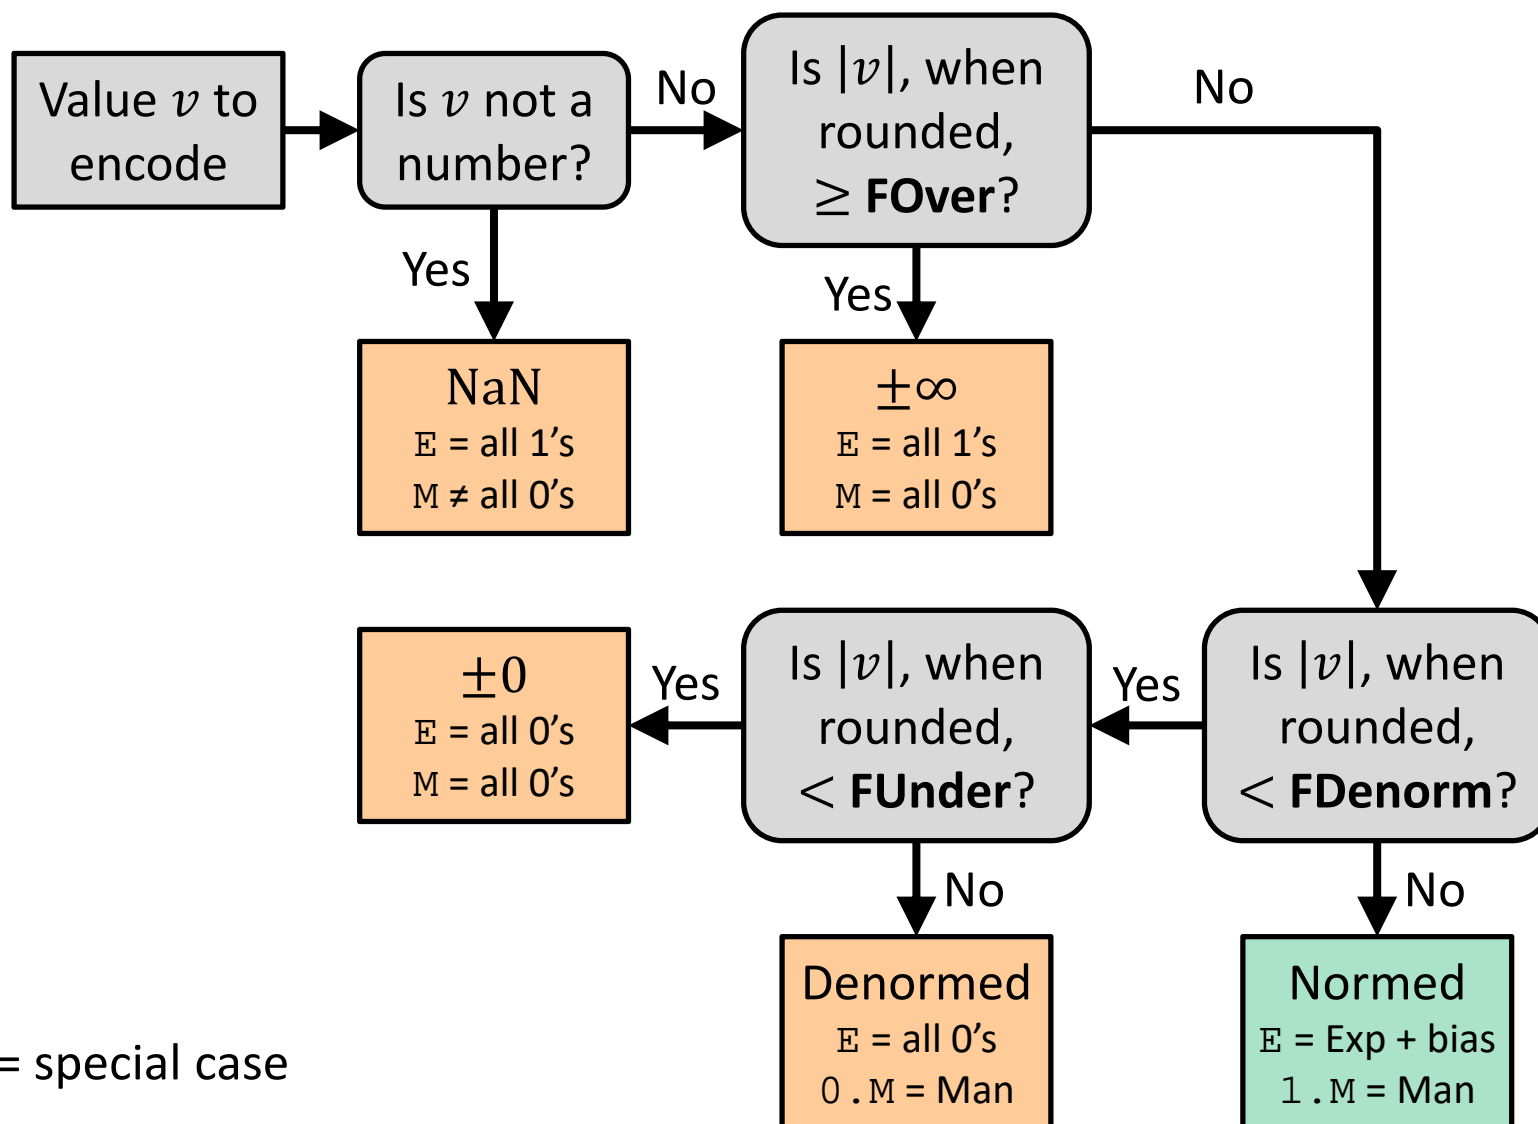 Value 𝑣 to
encode
Is 𝑣 not a
number?
No
Is |𝑣|, when
rounded,
≥ FOver?
No
Yes
Yes
NaN
E = all 1’s
M ≠ all 0’s
±∞
E = all 1’s
M = all 0’s
±0
E = all 0’s
M = all 0’s
Yes
Is |𝑣|, when
rounded,
< FUnder?
Yes
Is |𝑣|, when
rounded,
< FDenorm?
No
No
Denormed
E = all 0’s
0.M = Man
Normed
E = Exp + bias
1.M = Man
= special case